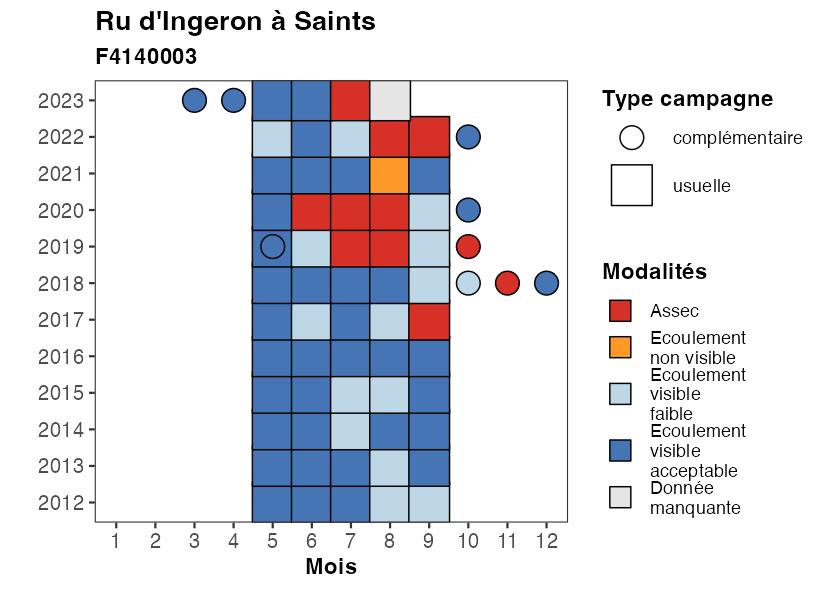 Ru d'Ingeron à Saints
F4140003
2023
2022
2021
2020
2019
2018
2017
2016
2015
2014
2013
2012
1 2 3 4 5 6 7 8 9 10 11 12
Mois
Type campagne
complémentaire
usuelle
Modalités
Assec
Ecoulement
non visible
Ecoulement
visible
faible
Ecoulement
visible
acceptable
Donnée
manquante